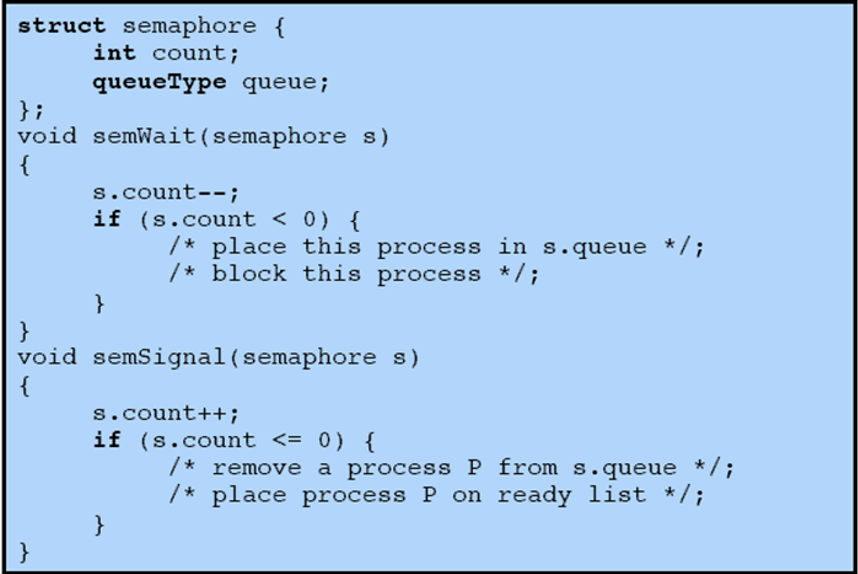 struct semaphore {
int count;
queueType queue;
};
void semWait(semaphore s)
{
s.count--;
if (s.count < 0) {
/* place this process in s.queue */;
/* block this process */;
}
}
void semSignal(semaphore s)
{
s.count++;
if (s.count <= 0) {
/* remove a process P from s.queue */;
/* place process P on ready list */;
}
}